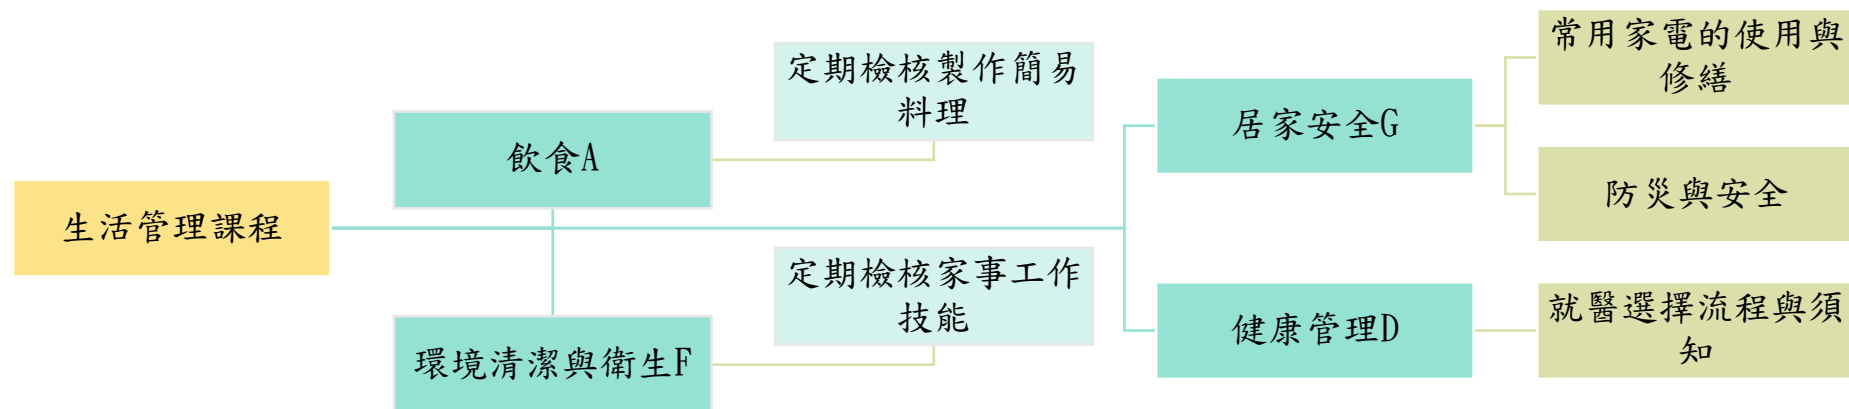 生活管理課程
飲食A
定期檢核製作簡易
料理
環境清潔與衛生F
定期檢核家事工作
技能
居家安全G
常用家電的使用與
修繕
防災與安全
健康管理D
就醫選擇流程與須
知